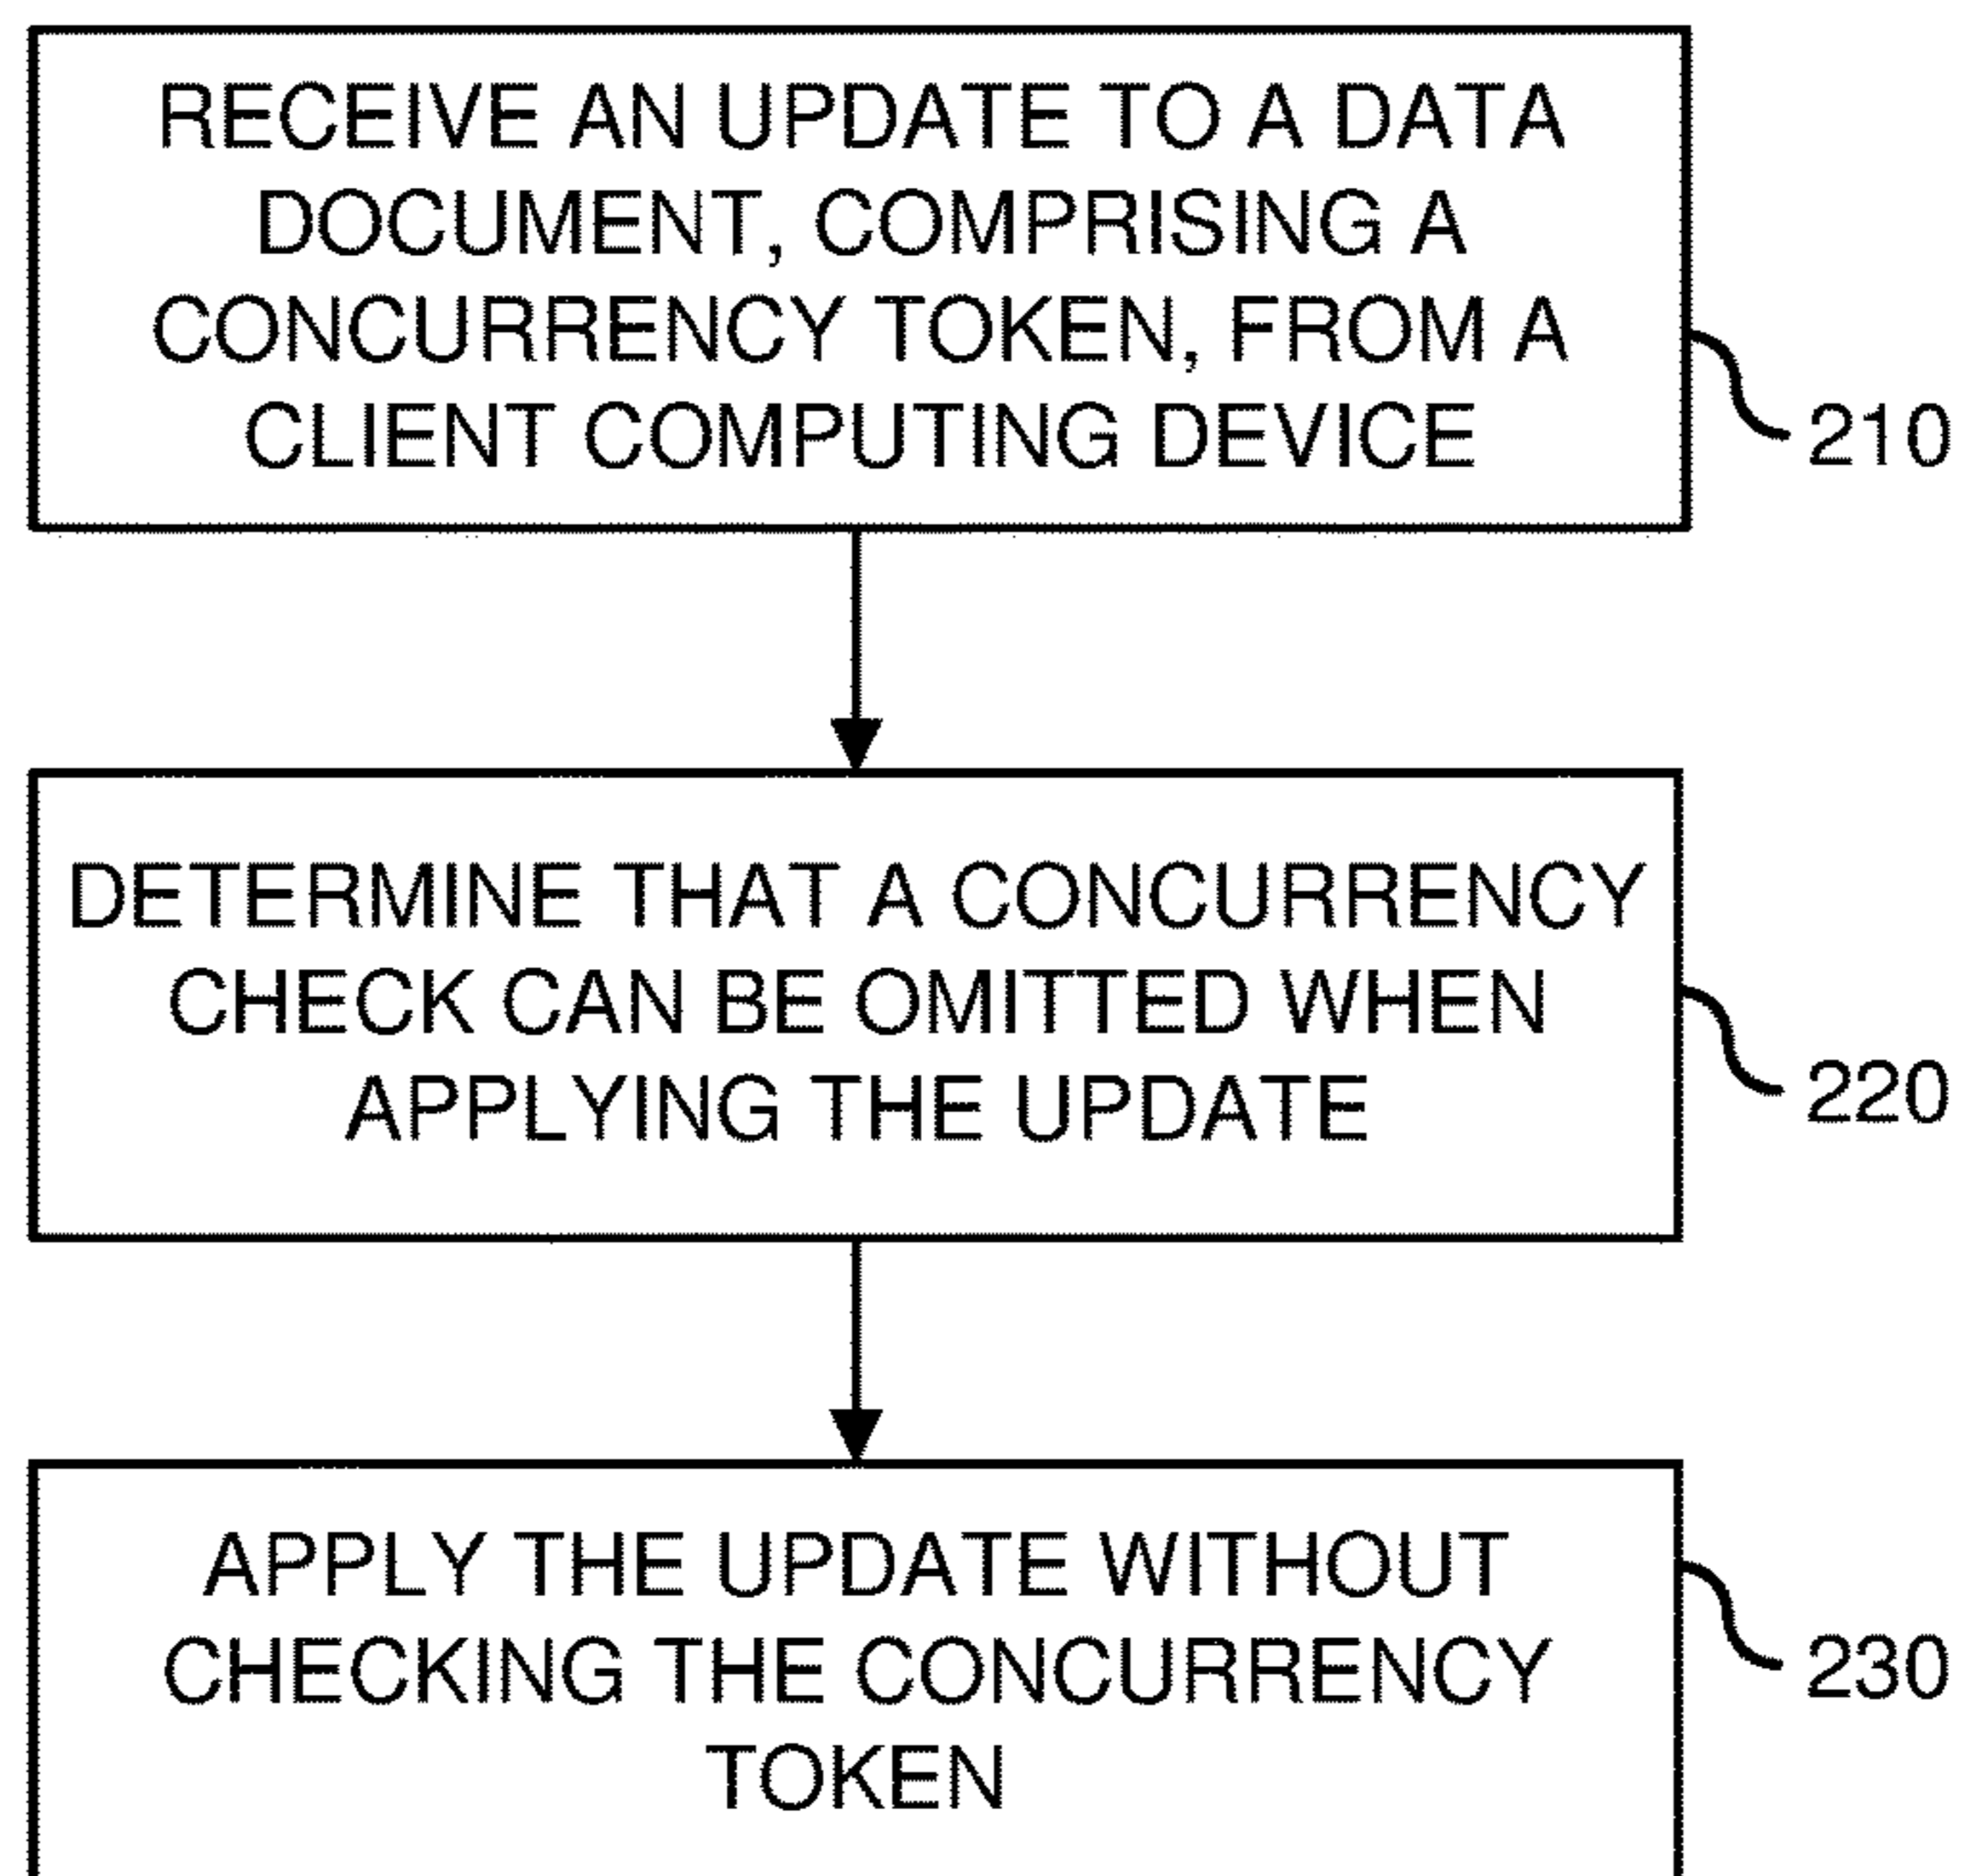 RECEIVE AN UPDATE TO A DATA
DOCUMENT, COMPRISING A
CONCURRENCY TOKEN, FROM A
CLIENT COMPUTING DEVICE
210
DETERMINE THAT A CONCURRENCY
CHECK CAN BE OMITTED WHEN
APPLYING THE UPDATE
220
APPLY THE UPDATE WITHOUT
CHECKING THE CONCURRENCY
TOKEN
230